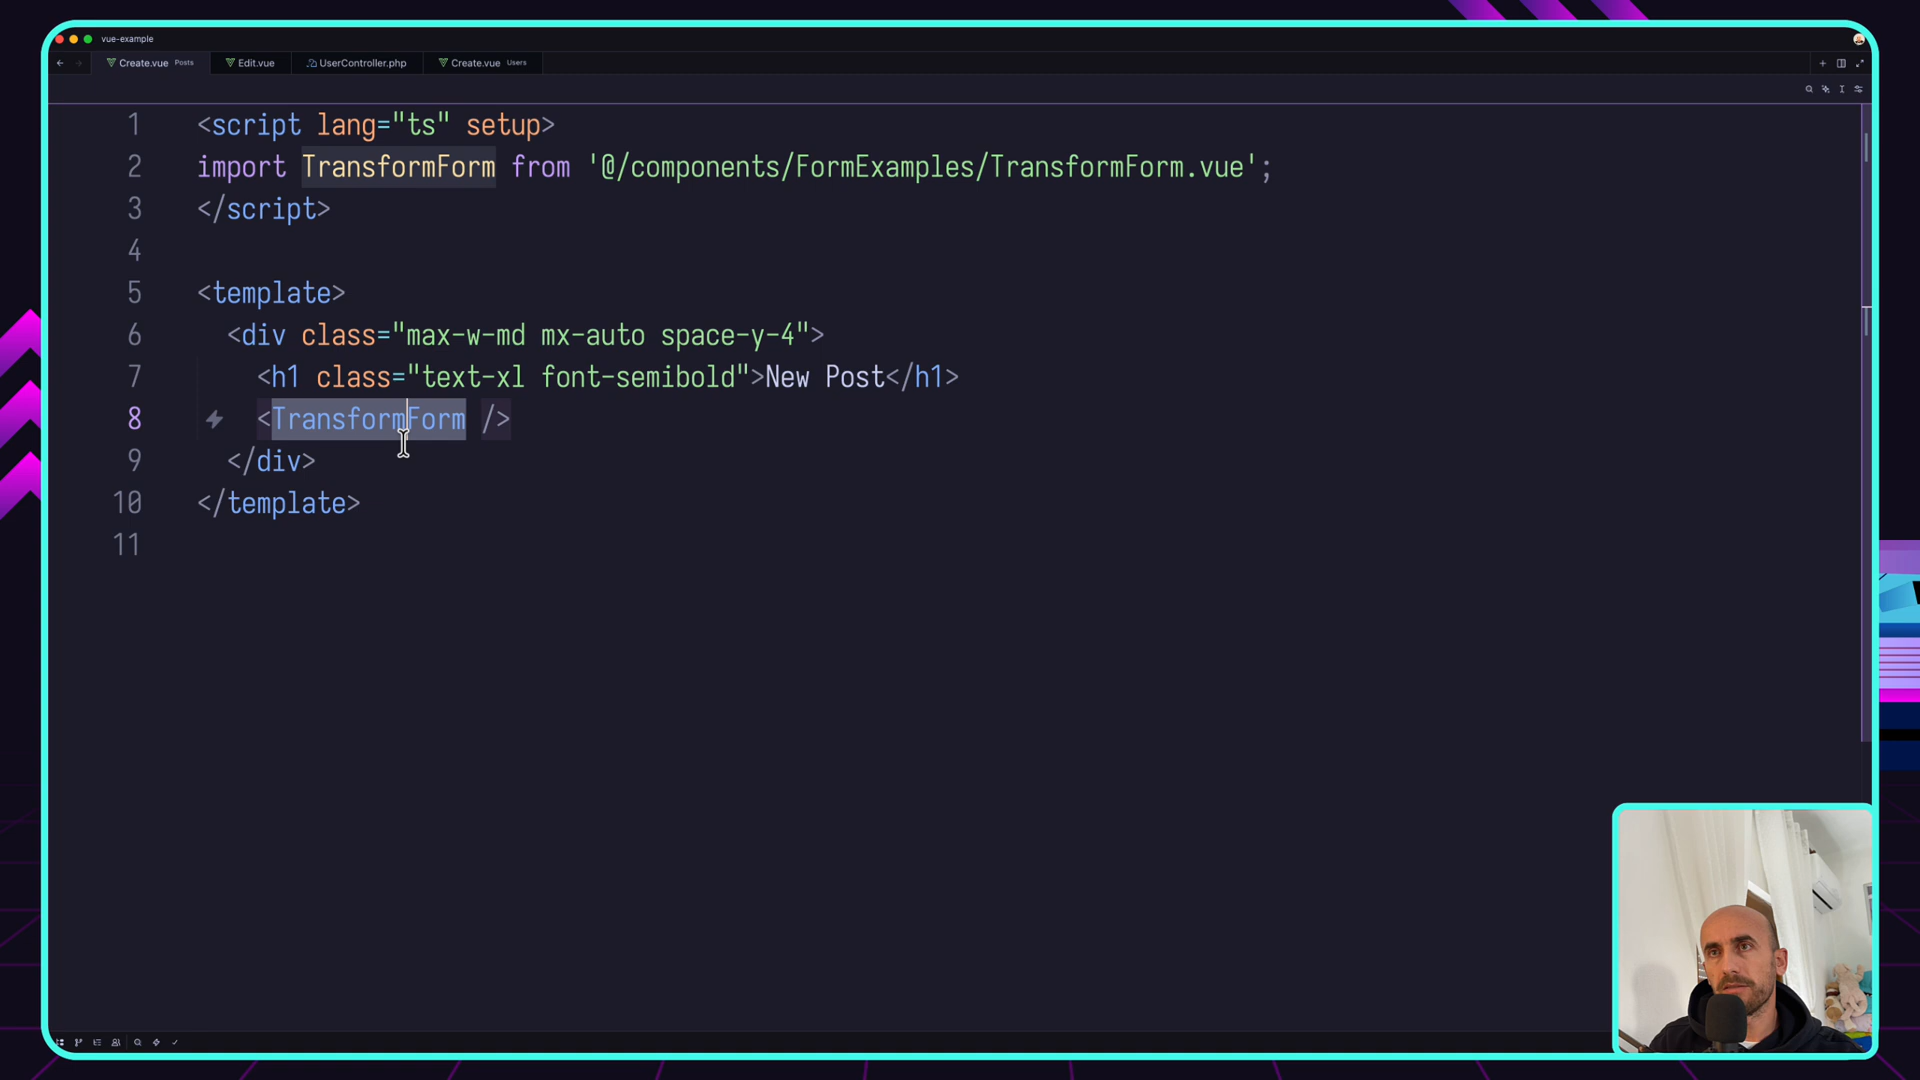 vue-example
Create.vue Posts
Edit.vue
UserController.php
Create.vue Users
1 <script lang="ts" setup>
2 import TransformForm from '@/components/FormExamples/TransformForm.vue';
3 </script>
4
5 <template>
6 <div class="max-w-md mx-auto space-y-4">
7 <h1 class="text-xl font-semibold">New Post</h1>
8 <TransformForm />
9 </div>
10 </template>
11